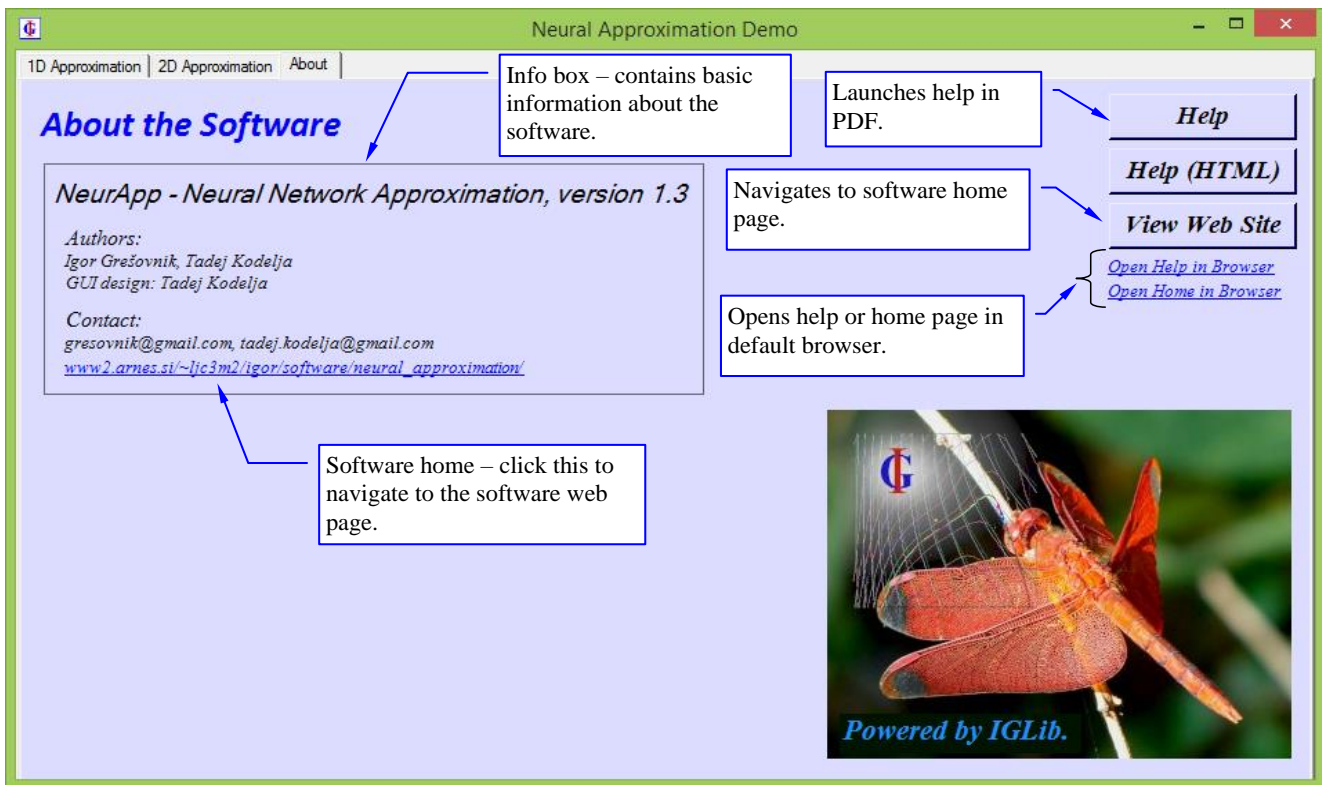 Neural Approximation Demo
1D Approximation 2D Approximation About
Info box – contains basic
information about the
software.
Launches help in
PDF.
Help
About the Software
Help (HTML)
NeurApp - Neural Network Approximation, version 1.3
Navigates to software home
page.
View Web Site
Authors:
Igor Grešovnik, Tadej Kodelja
GUI design: Tadej Kodelja
Open Help in Browser
Open Home in Browser
Contact:
gresovnik@gmail.com, tadej.kodelja@gmail.com
www2.arnes.si/~ljc3m2/igor/software/neural_approximation/
Opens help or home page in
default browser.
Software home – click this to
navigate to the software web
page.
IG
Powered by IGLib.